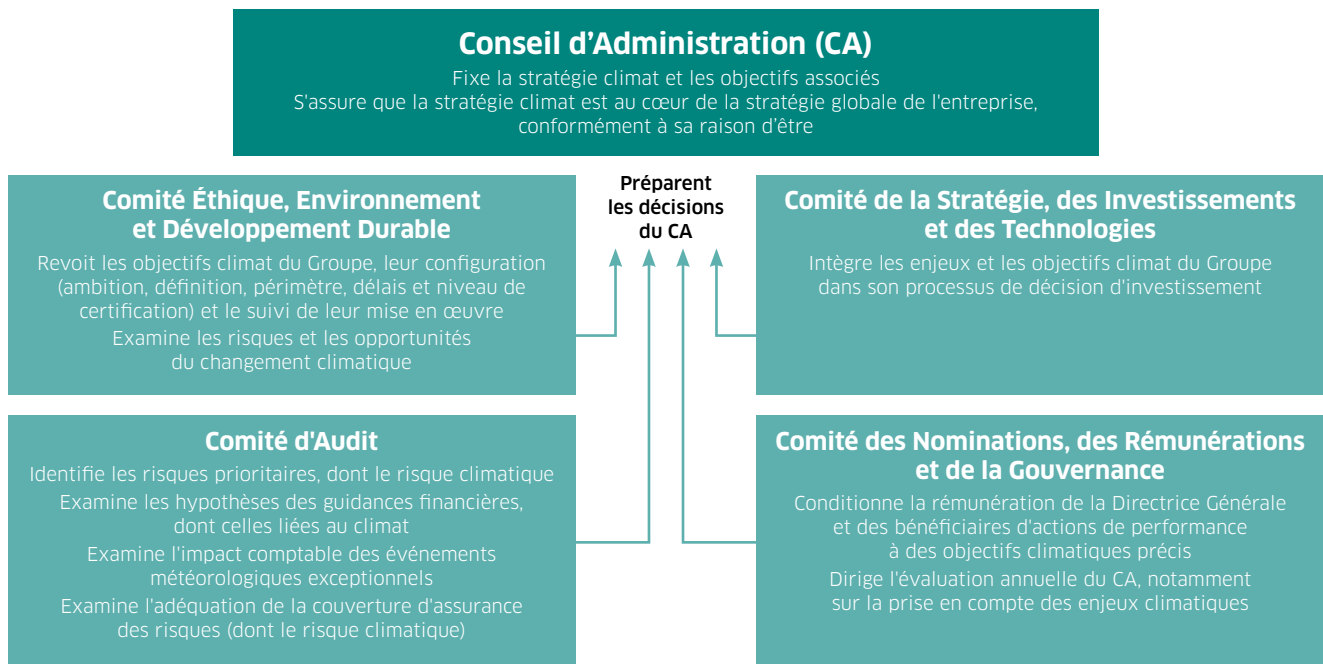 Conseil d'Administration (CA)
Fixe la stratégie climat et les objectifs associés
S'assure que la stratégie climat est au cœur de la stratégie globale de l'entreprise,
conformément à sa raison d'être
Comité Éthique, Environnement
et Développement Durable
Revoit les objectifs climat du Groupe, leur configuration
(ambition, définition, périmètre, délais et niveau de
certification) et le suivi de leur mise en œuvre
Examine les risques et les opportunités
du changement climatique
Préparent
les décisions
du CA
Comité de la Stratégie, des Investissements
et des Technologies
Intègre les enjeux et les objectifs climat du Groupe
dans son processus de décision d'investissement
Comité d'Audit
Identifie les risques prioritaires, dont le risque climatique
Examine les hypothèses des guidances financières,
dont celles liées au climat
Examine l'impact comptable des événements
météorologiques exceptionnels
Examine l'adéquation de la couverture d'assurance
des risques (dont le risque climatique)
Comité des Nominations, des Rémunérations
et de la Gouvernance
Conditionne la rémunération de la Directrice Générale
et des bénéficiaires d'actions de performance
à des objectifs climatiques précis
Dirige l'évaluation annuelle du CA, notamment
sur la prise en compte des enjeux climatiques